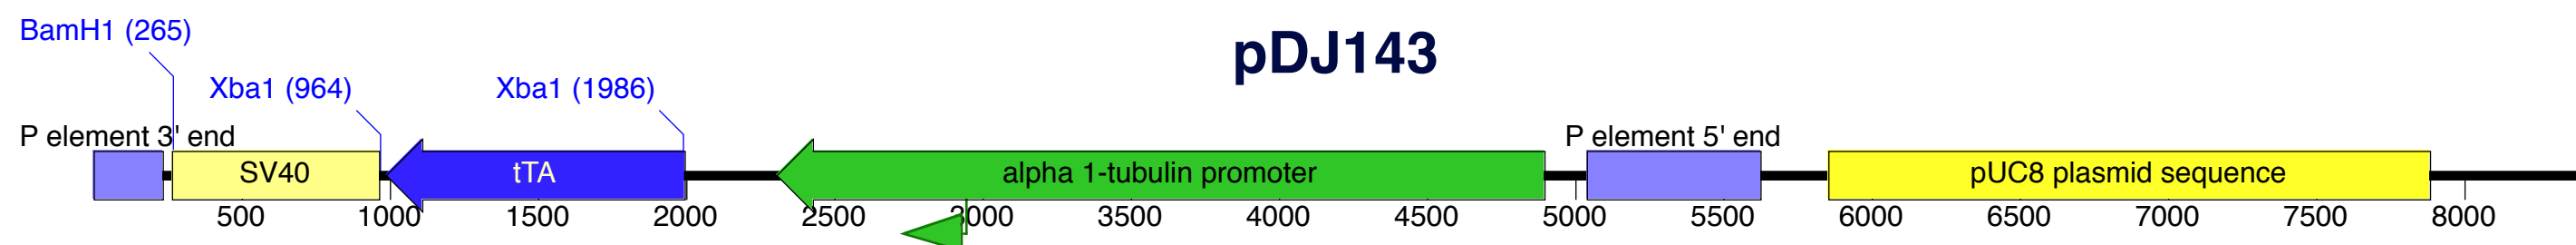 BamH1 (265)
pDJ143
Xba1 (964)
Xba1 (1986)
P element 3' end
P element 5' end
SV40
tTA
alpha 1-tubulin promoter
pUC8 plasmid sequence
500 1000 1500 2000 2500 3000 3500 4000 4500 5000 5500 6000 6500 7000 7500 8000